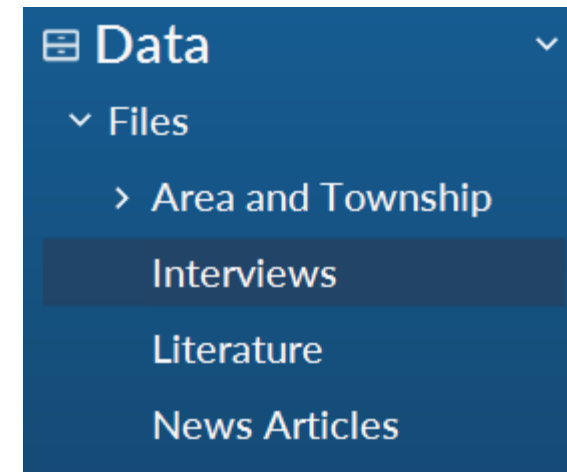 Data
Files
Area and Township
Interviews
Literature
News Articles